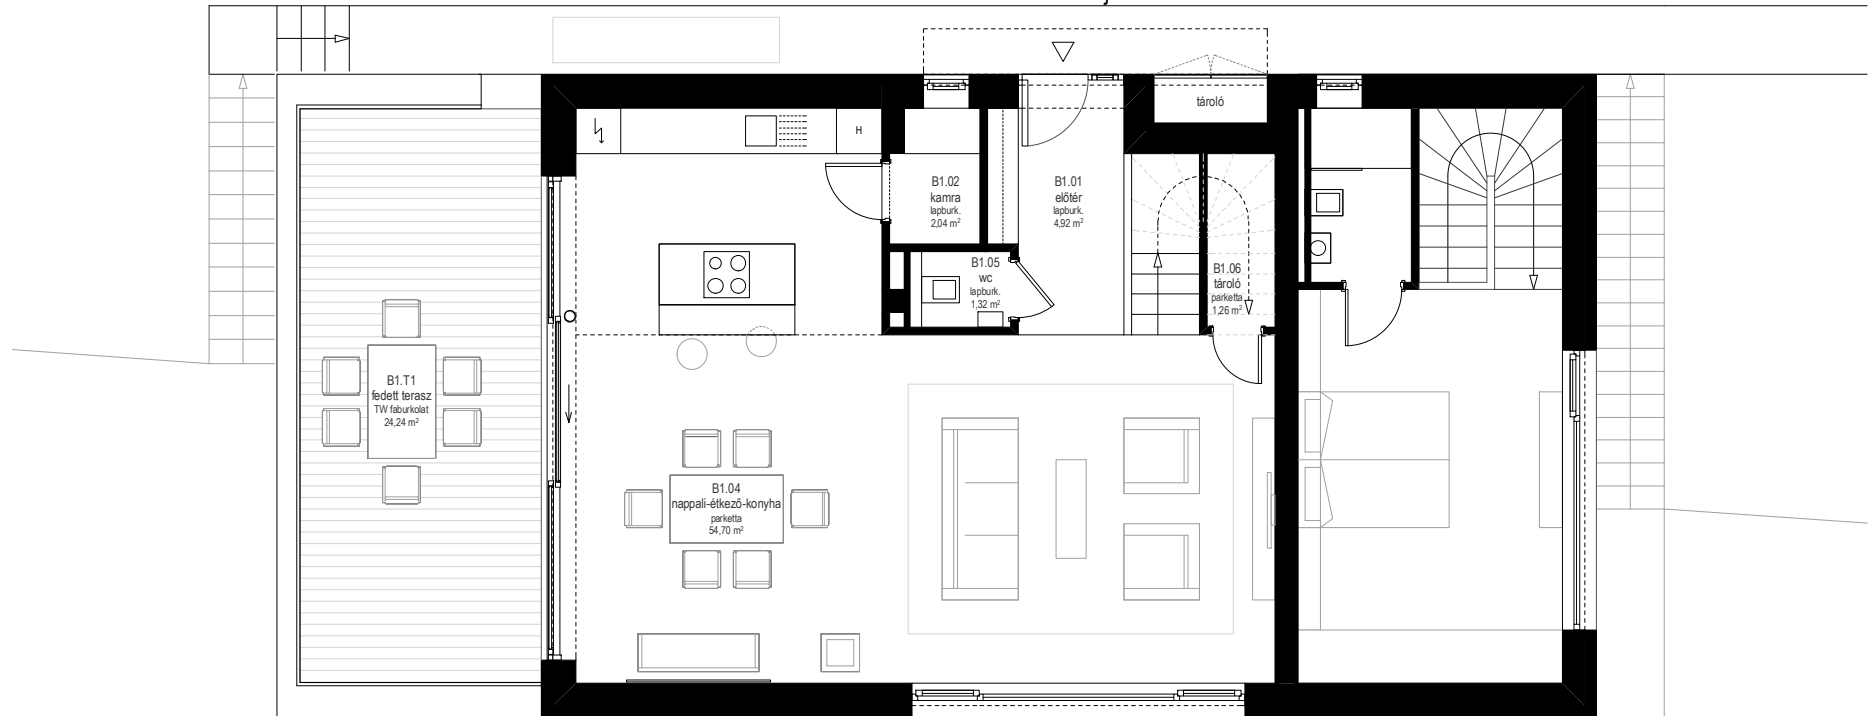 tároló
H
B1.02
kamra
lapburk.
2,04 m²
B1.01
előtér
lapburk.
4,92 m²
B1.05
wc
lapburk.
1,32 m²
B1.06
tároló
parketta
1,26 m²
B1.T1
fedett terasz
TW faburkolat
24,24 m²
B1.04
nappali-étkező-konyha
parketta
54,70 m²